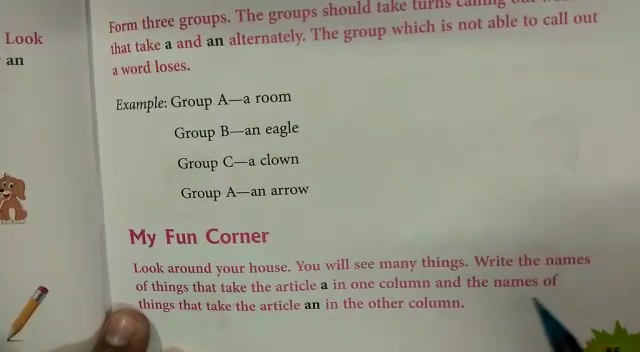 Look
an
Form three groups. The groups should take turns calling out
that take a and an alternately. The group which is not able to call out
a word loses.
Example: Group A—a room
Group B—an eagle
Group C—a clown
Group A—an arrow
My Fun Corner
Look around your house. You will see many things. Write the names
of things that take the article a in one column and the names of
things that take the article an in the other column.